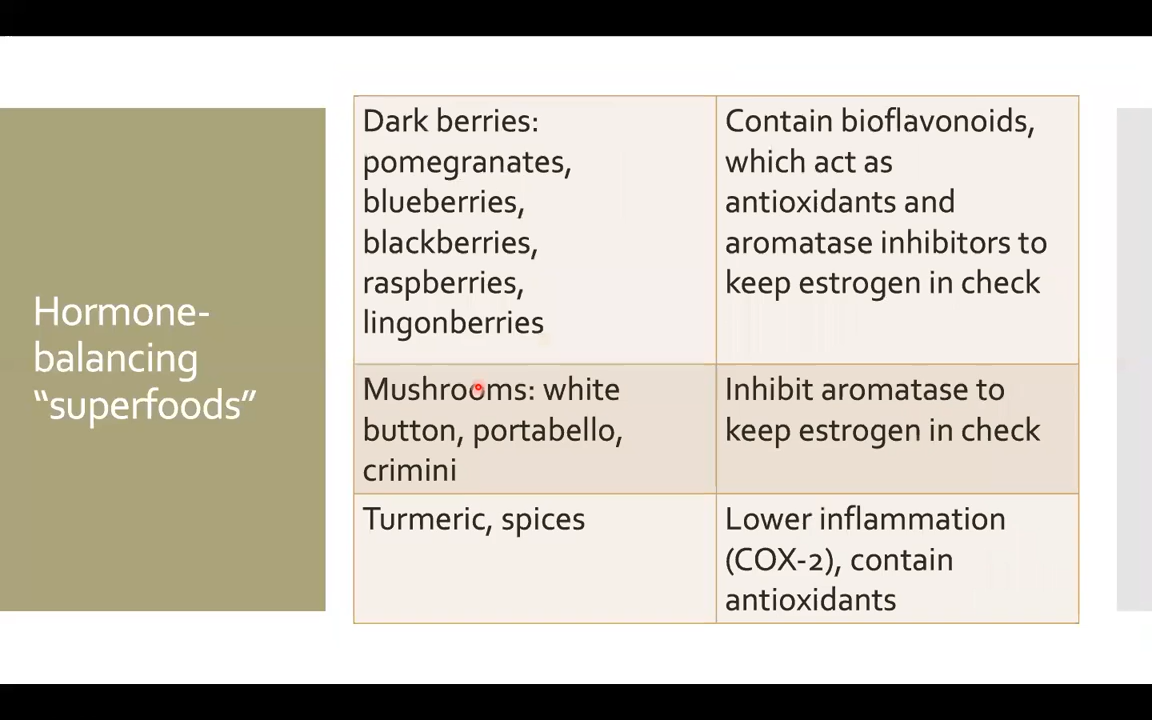 Hormone-
balancing
“superfoods”
Dark berries:
pomegranates,
blueberries,
blackberries,
raspberries,
lingonberries
Contain bioflavonoids,
which act as
antioxidants and
aromatase inhibitors to
keep estrogen in check
Mushrooms: white
button, portabello,
crimini
Inhibit aromatase to
keep estrogen in check
Turmeric, spices
Lower inflammation
(COX-2), contain
antioxidants